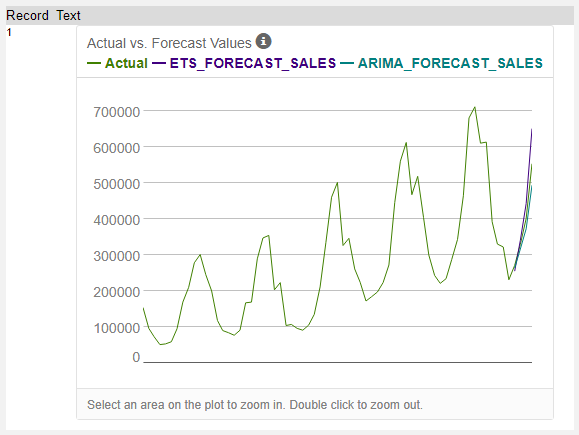 Record Text
1
Actual vs. Forecast Values
Actual ETS_FORECAST_SALES ARIMA_FORECAST_SALES
700000
600000
500000
400000
300000
200000
100000
0
Select an area on the plot to zoom in. Double click to zoom out.